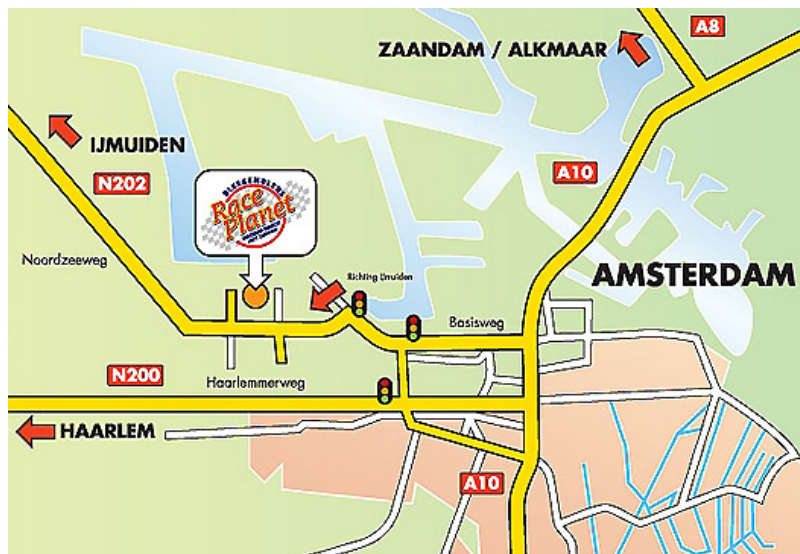 A8
ZAANDAM / ALKMAAR
IJMUIDEN
N202
A10
Race
Planet
Noordzeeweg
Richting IJmuiden
AMSTERDAM
Basisweg
N200
Haarlemmerweg
HAARLEM
A10